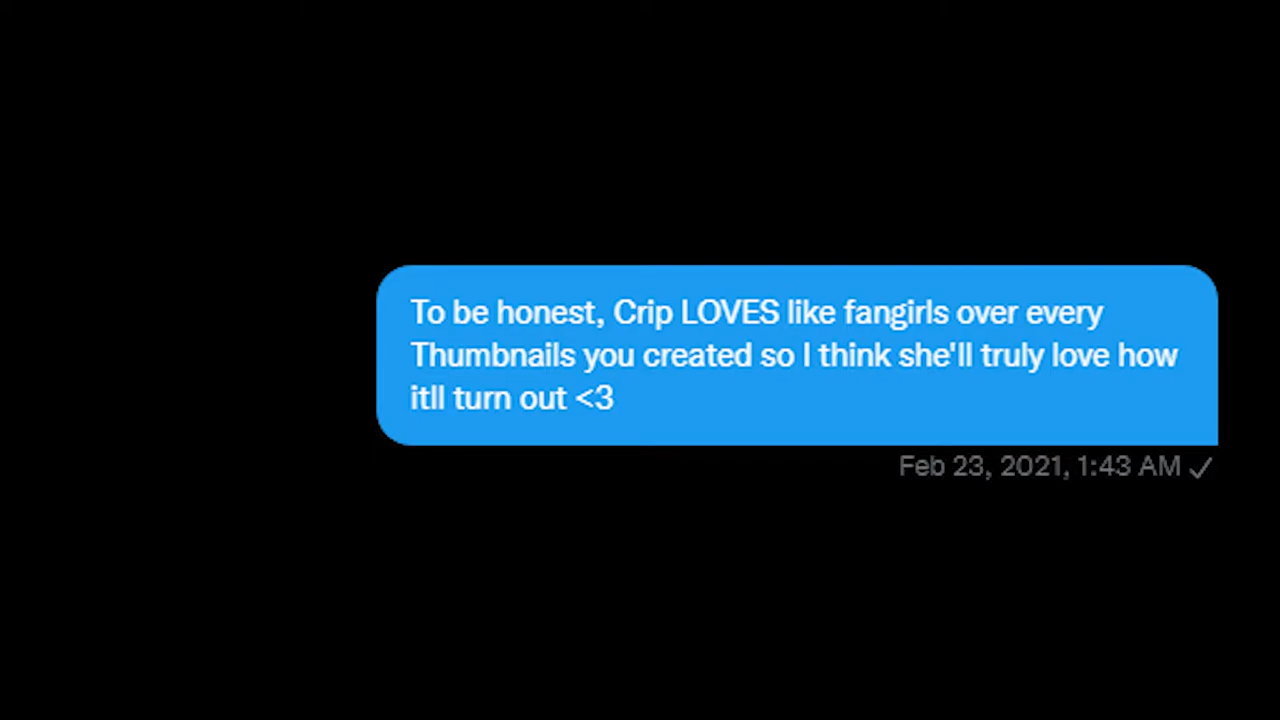 To be honest, Crip LOVES like fangirls over every
Thumbnails you created so I think she'll truly love how
itll turn out <3
Feb 23, 2021, 1:43 AM ✓